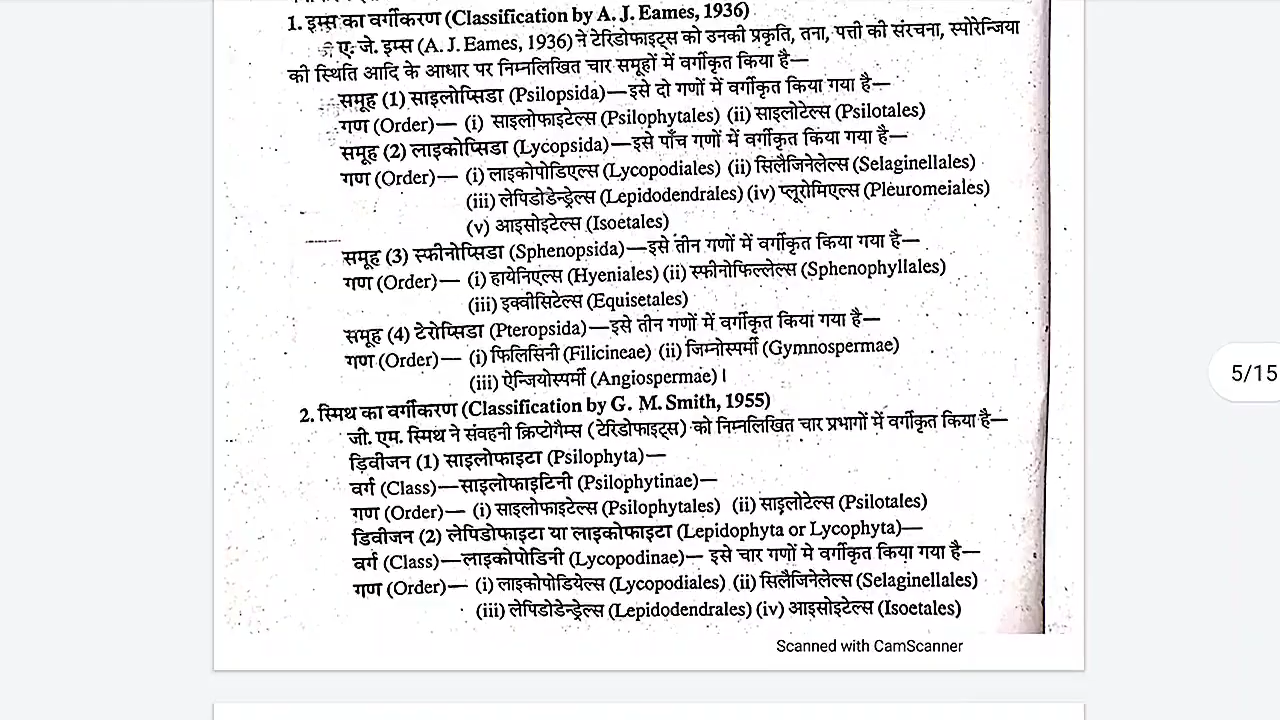 1. इम्स का वर्गीकरण (Classification by A. J. Eames, 1936)
ए. जे. इम्स (A. J. Eames, 1936) ने टेरिडोफाइट्स को उनकी प्रकृति, तना, पत्ती की संरचना, स्पोरेन्जिया
की स्थिति आदि के आधार पर निम्नलिखित चार समूहों में वर्गीकृत किया है—
समूह (1) साइलोप्सिडा (Psilopsida)—इसे दो गणों में वर्गीकृत किया गया है—
गण (Order)— (i) साइलोफाइटेल्स (Psilophytales) (ii) साइलोटेल्स (Psilotales)
समूह (2) लाइकोप्सिडा (Lycopsida)—इसे पाँच गणों में वर्गीकृत किया गया है—
गण (Order)— (i) लाइकोपोडिएल्स (Lycopodiales) (ii) सिलैजिनेलेल्स (Selaginellales)
(iii) लेपिडोडेन्ड्रेल्स (Lepidodendrales) (iv) प्लूरोमिएल्स (Pleuromeiales)
(v) आइसोइटेल्स (Isoetales)
समूह (3) स्फीनोप्सिडा (Sphenopsida)—इसे तीन गणों में वर्गीकृत किया गया है—
गण (Order)— (i) हायेनिएल्स (Hyeniales) (ii) स्फीनोफिल्लेल्स (Sphenophyllales)
(iii) इक्वीसिटेल्स (Equisetales)
समूह (4) टेरोप्सिडा (Pteropsida)—इसे तीन गणों में वर्गीकृत किया गया है—
गण (Order)— (i) फिलिसिनी (Filicineae) (ii) जिम्नोस्पर्मी (Gymnospermae)
(iii) ऐन्जियोस्पर्मी (Angiospermae)।
5/15
2. स्मिथ का वर्गीकरण (Classification by G. M. Smith, 1955)
जी. एम. स्मिथ ने संवहनी क्रिप्टोगैम्स (टेरिडोफाइट्स) को निम्नलिखित चार प्रभागों में वर्गीकृत किया है—
डिवीजन (1) साइलोफाइटा (Psilophyta)—
वर्ग (Class)—साइलोफाइटिनी (Psilophytinae)—
गण (Order)— (i) साइलोफाइटेल्स (Psilophytales) (ii) साइलोटेल्स (Psilotales)
डिवीजन (2) लेपिडोफाइटा या लाइकोफाइटा (Lepidophyta or Lycophyta)—
वर्ग (Class)—लाइकोपोडिनी (Lycopodinae)— इसे चार गणों मे वर्गीकृत किया गया है—
गण (Order)— (i) लाइकोपोडियेल्स (Lycopodiales) (ii) सिलैजिनेलेल्स (Selaginellales)
(iii) लेपिडोडेन्ड्रेल्स (Lepidodendrales) (iv) आइसोइटेल्स (Isoetales)
Scanned with CamScanner